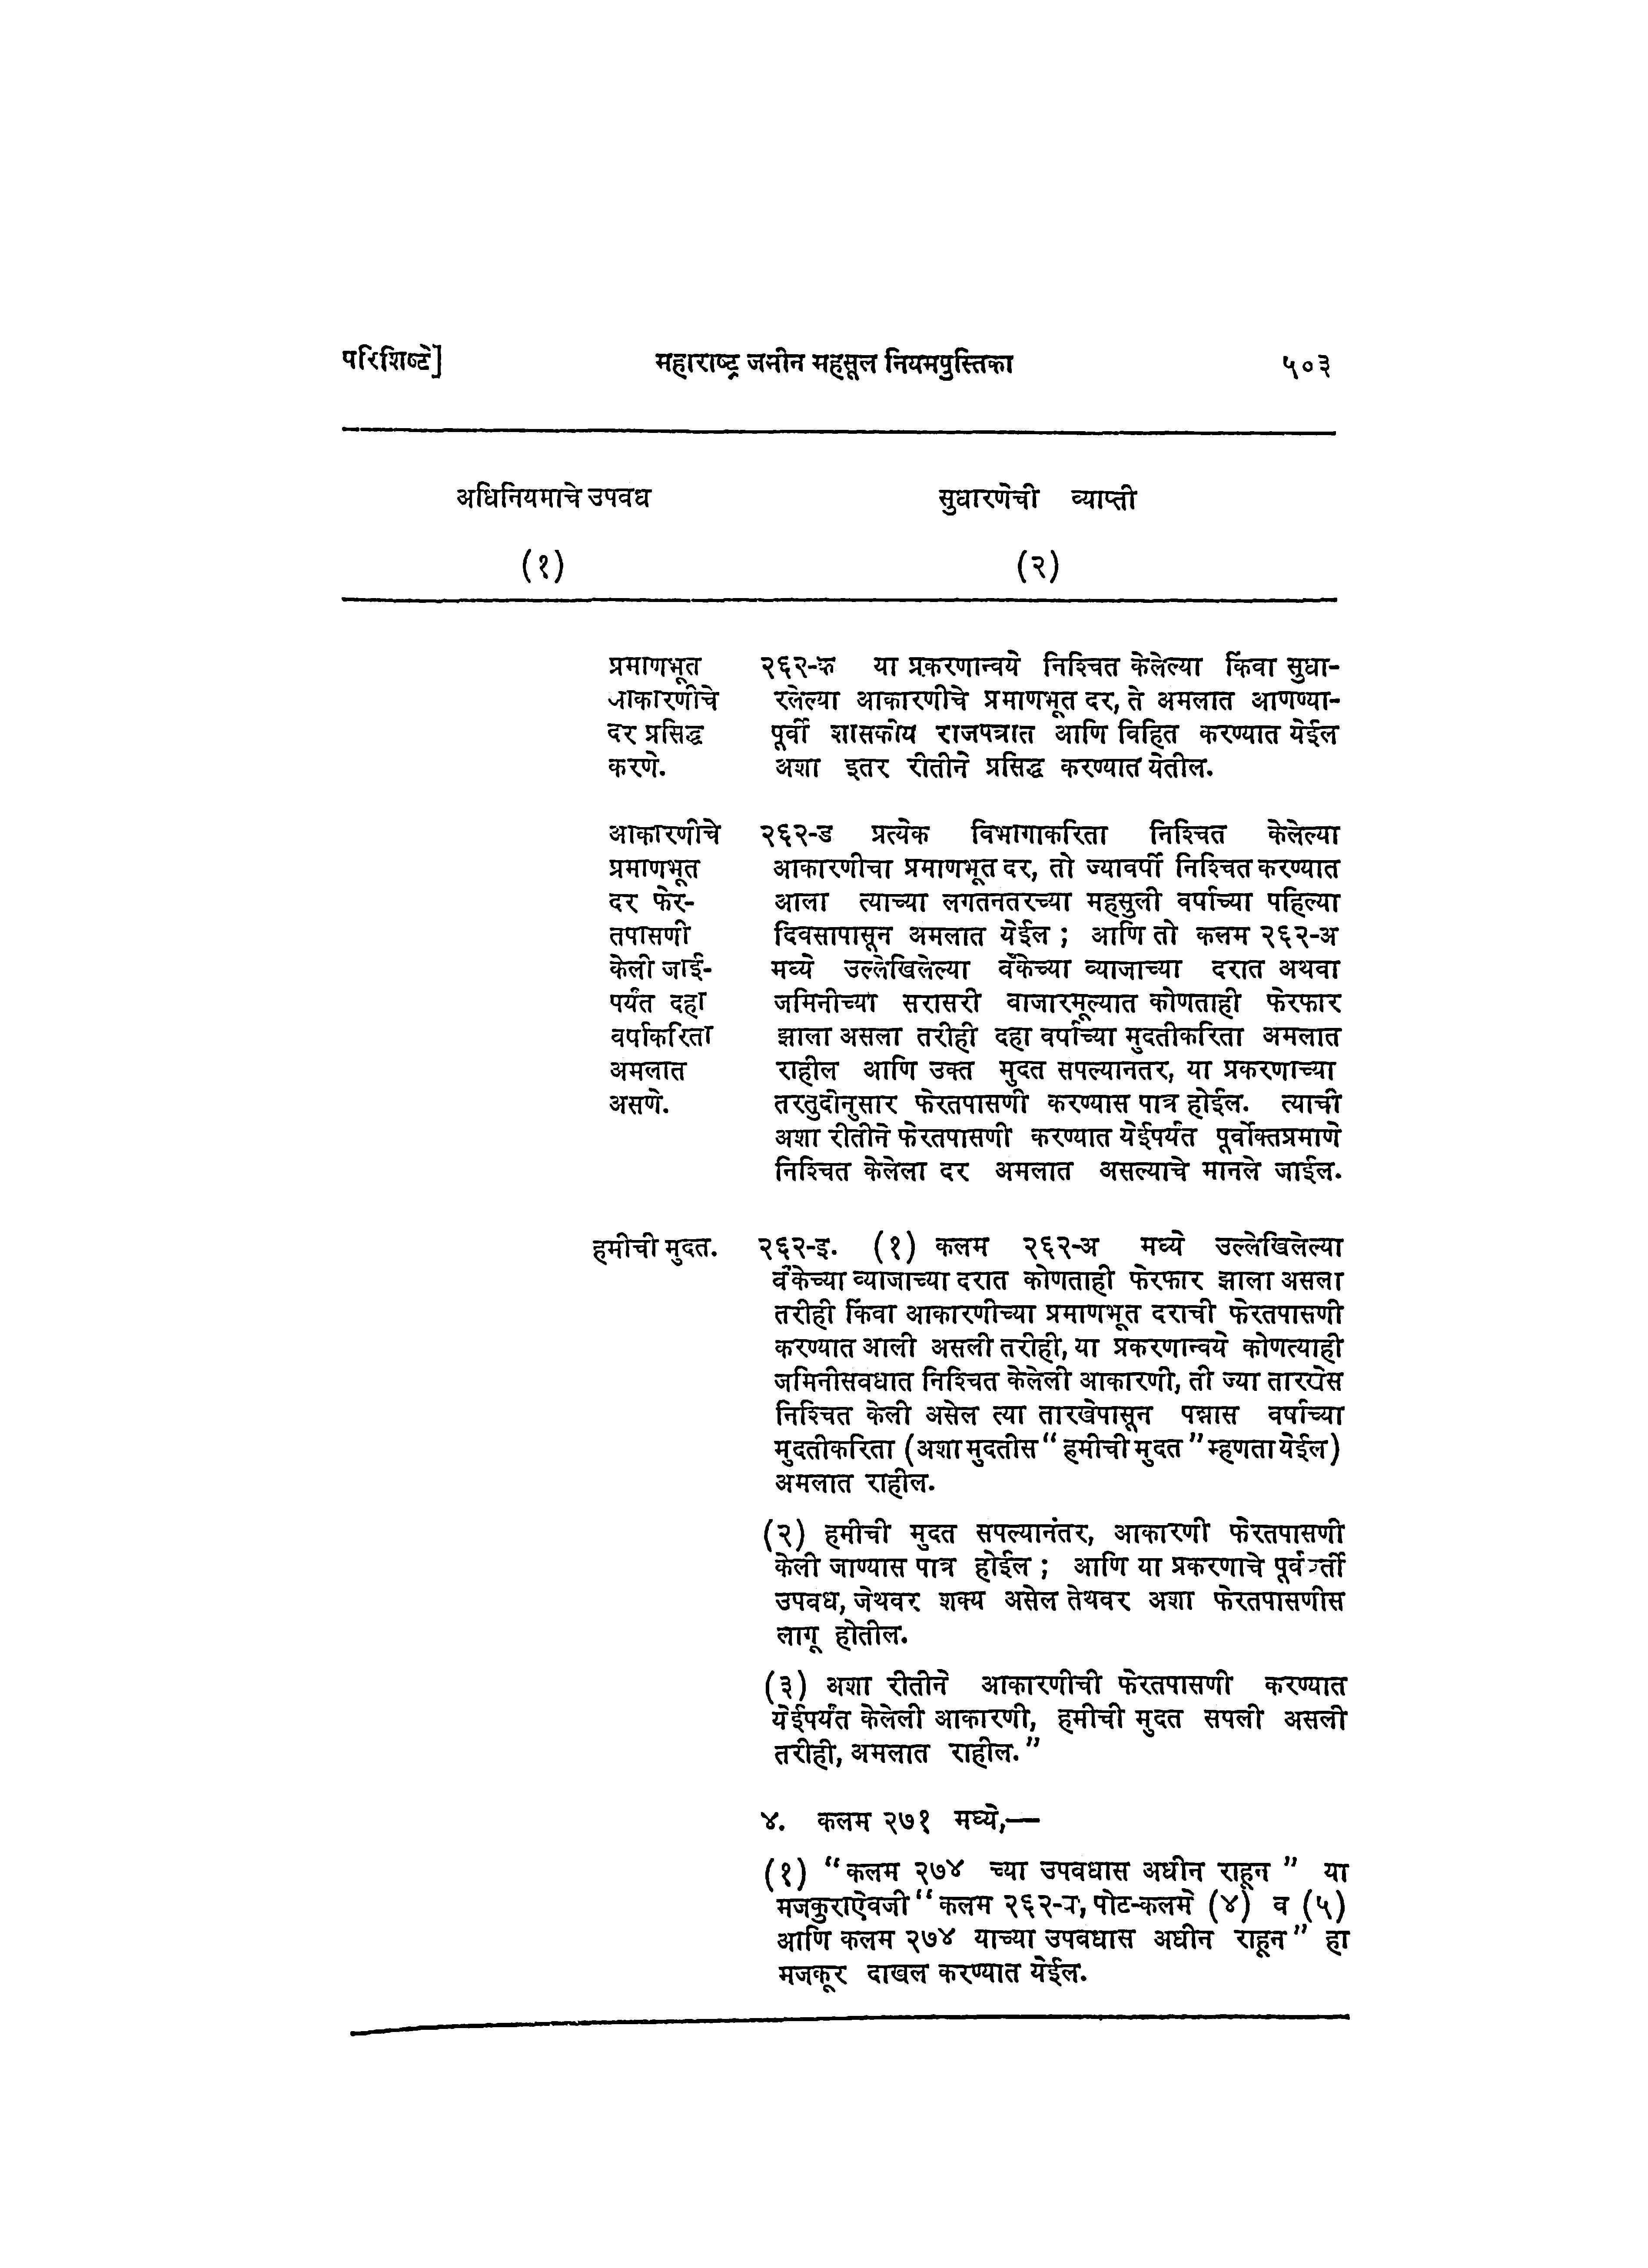 परिशिष्टे] महाराष्ट्र जमीन महसूल नियमपुस्तिका ५०३
अधिनियमाचे उपवध सुधारणेची व्याप्ती
(१) (२)
प्रमाणभूत
आकारणीचे
दर प्रसिद्ध
करणे.
२६२-क या प्रकरणान्वये निश्चित केलेल्या किंवा सुधा-
रलेल्या आकारणीचे प्रमाणभूत दर, ते अमलात आणण्या-
पूर्वी शासकीय राजपत्रात आणि विहित करण्यात येईल
अशा इतर रीतीने प्रसिद्ध करण्यात येतील.
आकारणीचे
प्रमाणभूत
दर फेर-
तपासणी
केली जाई-
पर्यंत दहा
वर्षाकरिता
अमलात
असणे.
२६२-ड प्रत्येक विभागाकरिता निश्चित केलेल्या
आकारणीचा प्रमाणभूत दर, तो ज्यावर्षी निश्चित करण्यात
आला त्याच्या लगतनतरच्या महसुली वर्षाच्या पहिल्या
दिवसापासून अमलात येईल ; आणि तो कलम २६२-अ
मध्ये उल्लेखिलेल्या वॅंकेच्या व्याजाच्या दरात अथवा
जमिनीच्या सरासरी वाजारमूल्यात कोणताही फेरफार
झाला असला तरीही दहा वर्षाच्या मुदतीकरिता अमलात
राहील आणि उक्त मुदत सपल्यानतर, या प्रकरणाच्या
तरतुदीनुसार फेरतपासणी करण्यास पात्र होईल. त्याची
अशा रीतीने फेरतपासणी करण्यात येईपर्यंत पूर्वोक्तप्रमाणे
निश्चित केलेला दर अमलात असल्याचे मानले जाईल.
हमीची मुदत.
२६२-इ. (१) कलम २६२-अ मध्ये उल्लेखिलेल्या
वॅंकेच्या व्याजाच्या दरात कोणताही फेरफार झाला असला
तरीही किंवा आकारणीच्या प्रमाणभूत दराची फेरतपासणी
करण्यात आली असली तरीही, या प्रकरणान्वये कोणत्याही
जमिनीसवधात निश्चित केलेली आकारणी, ती ज्या तारखेस
निश्चित केली असेल त्या तारखेपासून पन्नास वर्षाच्या
मुदतीकरिता (अशा मुदतीस “ हमीची मुदत ” म्हणता येईल)
अमलात राहील.
(२) हमीची मुदत सपल्यानंतर, आकारणी फेरतपासणी
केली जाण्यास पात्र होईल ; आणि या प्रकरणाचे
उपवध, जेथवर शक्य असेल तेथवर अशा फेरतपासणीस
लागू होतील.
(३) अशा रीतीने आकारणीची फेरतपासणी करण्यात
येईपर्यंत केलेली आकारणी, हमीची मुदत सपली असली
तरीही, अमलात राहील.”
४. कलम २७१ मध्ये,—
(१) “ कलम २७४ च्या उपवधास अधीन राहून ” या
मजकुराऐवजी “ कलम पोट-कलमे (४) व (५)
आणि कलम २७४ याच्या उपवधास अधीन राहून ” हा
मजकूर दाखल करण्यात येईल.